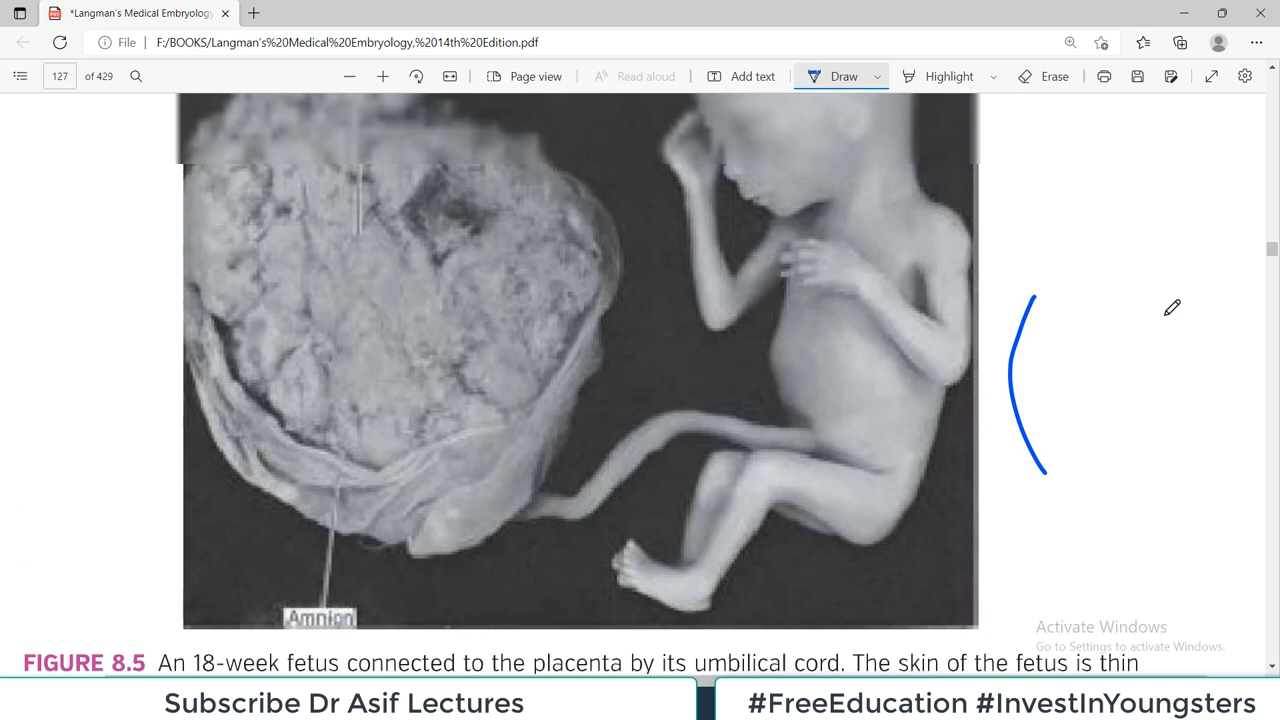 *Langman's Medical Embryology
File F:/BOOKS/Langman's%20Medical%20Embryology,%2014th%20Edition.pdf
127 of 429 Page view Read aloud Add text Draw Highlight Erase
Amnion
Activate Windows
Go to Settings to activate Windows.
FIGURE 8.5 An 18-week fetus connected to the placenta by its umbilical cord. The skin of the fetus is thin
Subscribe Dr Asif Lectures #FreeEducation #InvestInYoungsters